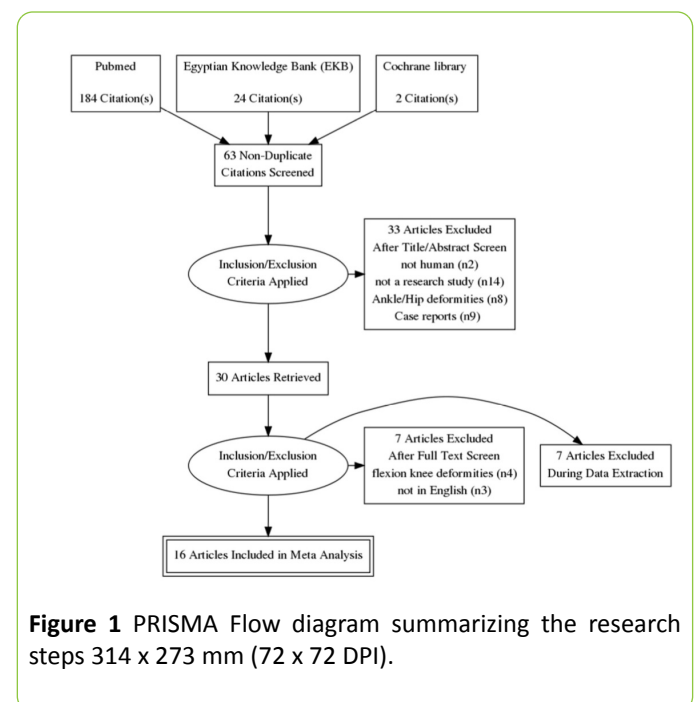 Pubmed
184 Citation(s)
Egyptian Knowledge Bank (EKB)
24 Citation(s)
Cochrane library
2 Citation(s)
63 Non-Duplicate
Citations Screened
Inclusion/Exclusion
Criteria Applied
33 Articles Excluded
After Title/Abstract Screen
not human (n2)
not a research study (n14)
Ankle/Hip deformities (n8)
Case reports (n9)
30 Articles Retrieved
Inclusion/Exclusion
Criteria Applied
7 Articles Excluded
After Full Text Screen
flexion knee deformities (n4)
not in English (n3)
7 Articles Excluded
During Data Extraction
16 Articles Included in Meta Analysis
Figure 1 PRISMA Flow diagram summarizing the research
steps 314 x 273 mm (72 x 72 DPI).